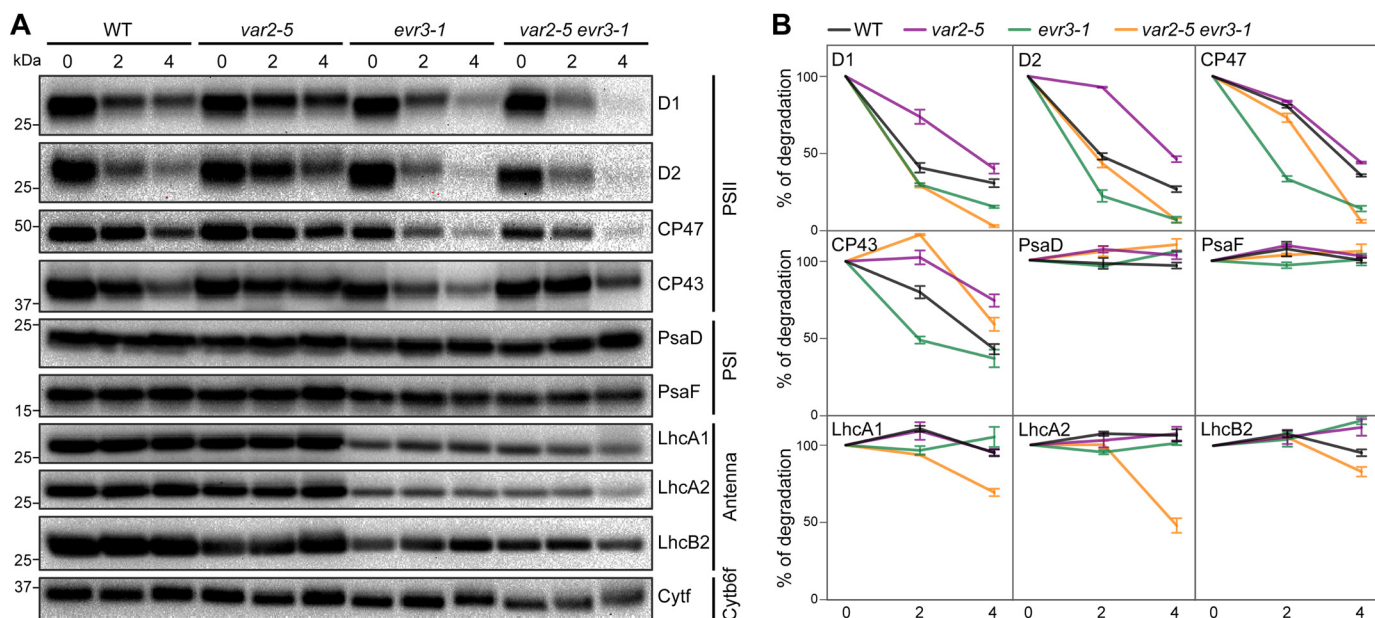 A
WT var2-5 evr3-1 var2-5 evr3-1
kDa 0 2 4 0 2 4 0 2 4 0 2 4
25 D1
25 D2
50 CP47
37 CP43
PSII
25 PsaD
15 PsaF
PSI
25 LhcA1
25 LhcA2
25 LhcB2
Antenna
37 Cytf
Cytb6f
B
WT var2-5 evr3-1 var2-5 evr3-1
D1 D2 CP47
100
50
0
% of degradation
CP43 PsaD PsaF
100
50
0
% of degradation
LhcA1 LhcA2 LhcB2
100
50
0
% of degradation
0 2 4 0 2 4 0 2 4